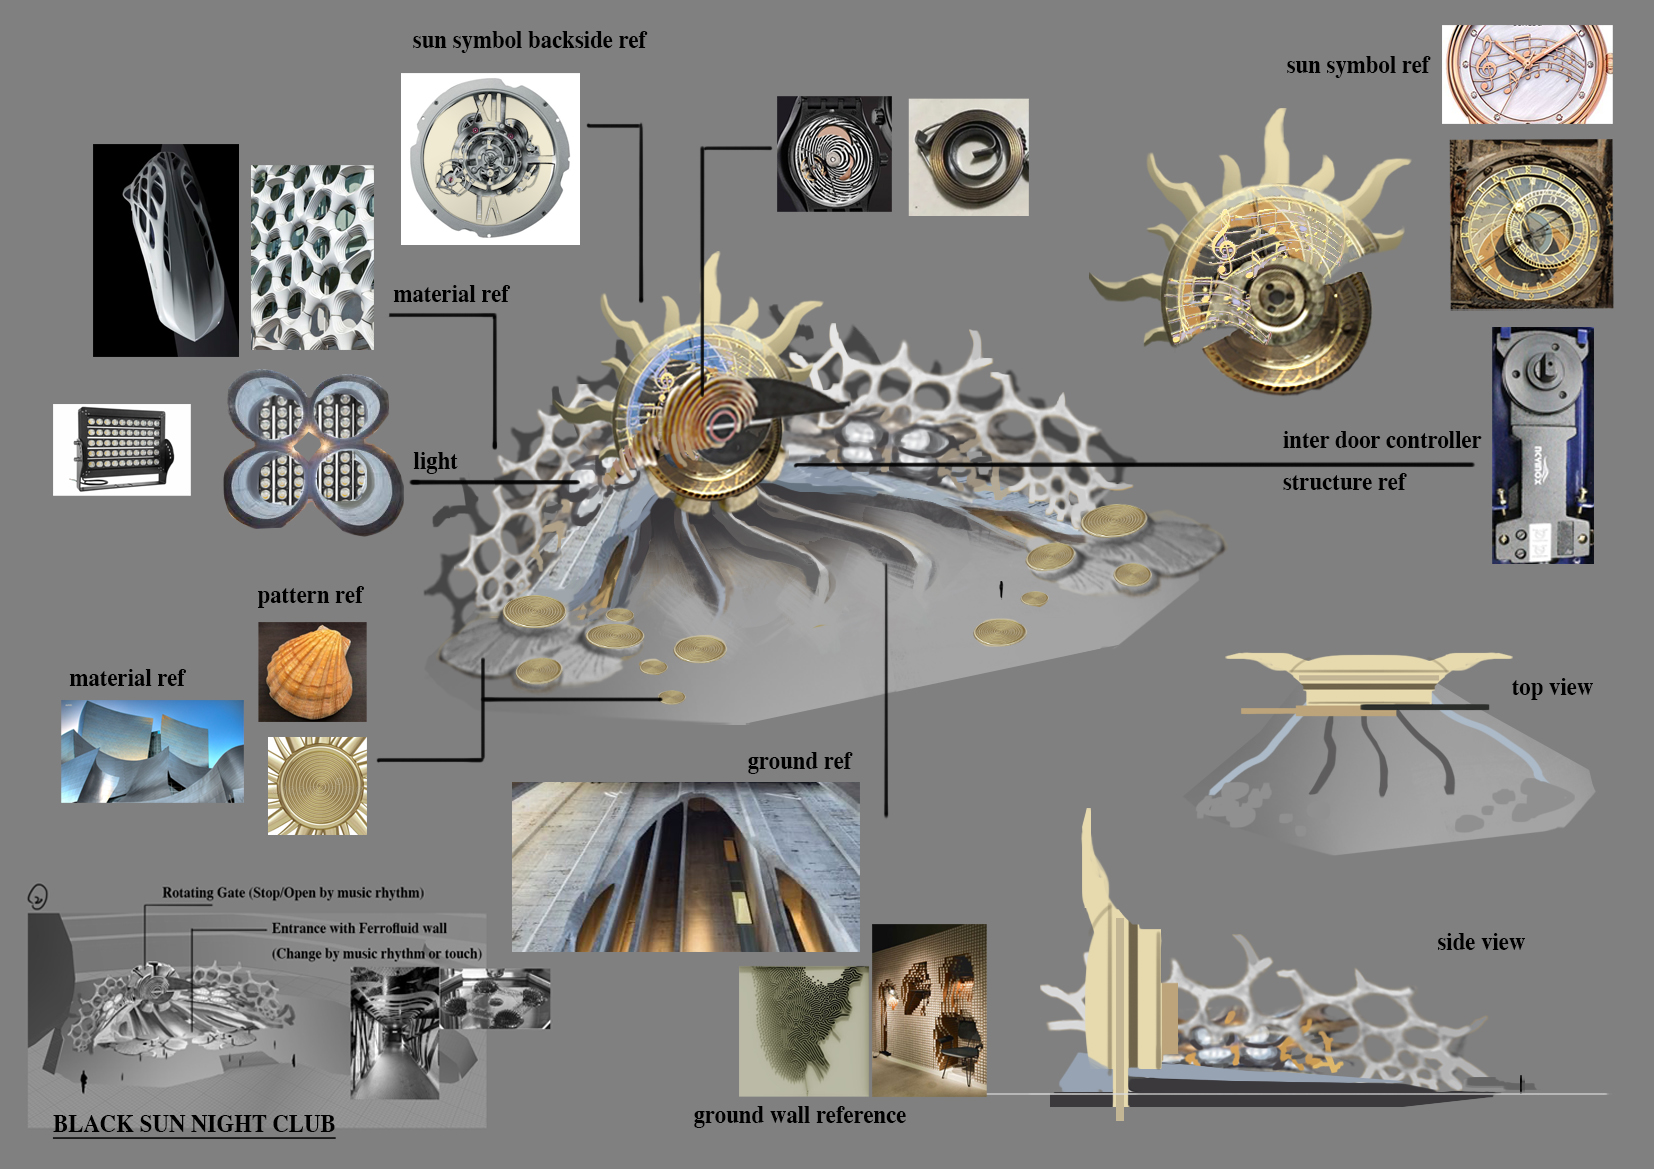 sun symbol backside ref
sun symbol ref
material ref
light
inter door controller
structure ref
pattern ref
material ref
top view
ground ref
Rotating Gate (Stop/Open by music rhythm)
Entrance with Ferrofluid wall
(Change by music rhythm or touch)
side view
BLACK SUN NIGHT CLUB
ground wall reference